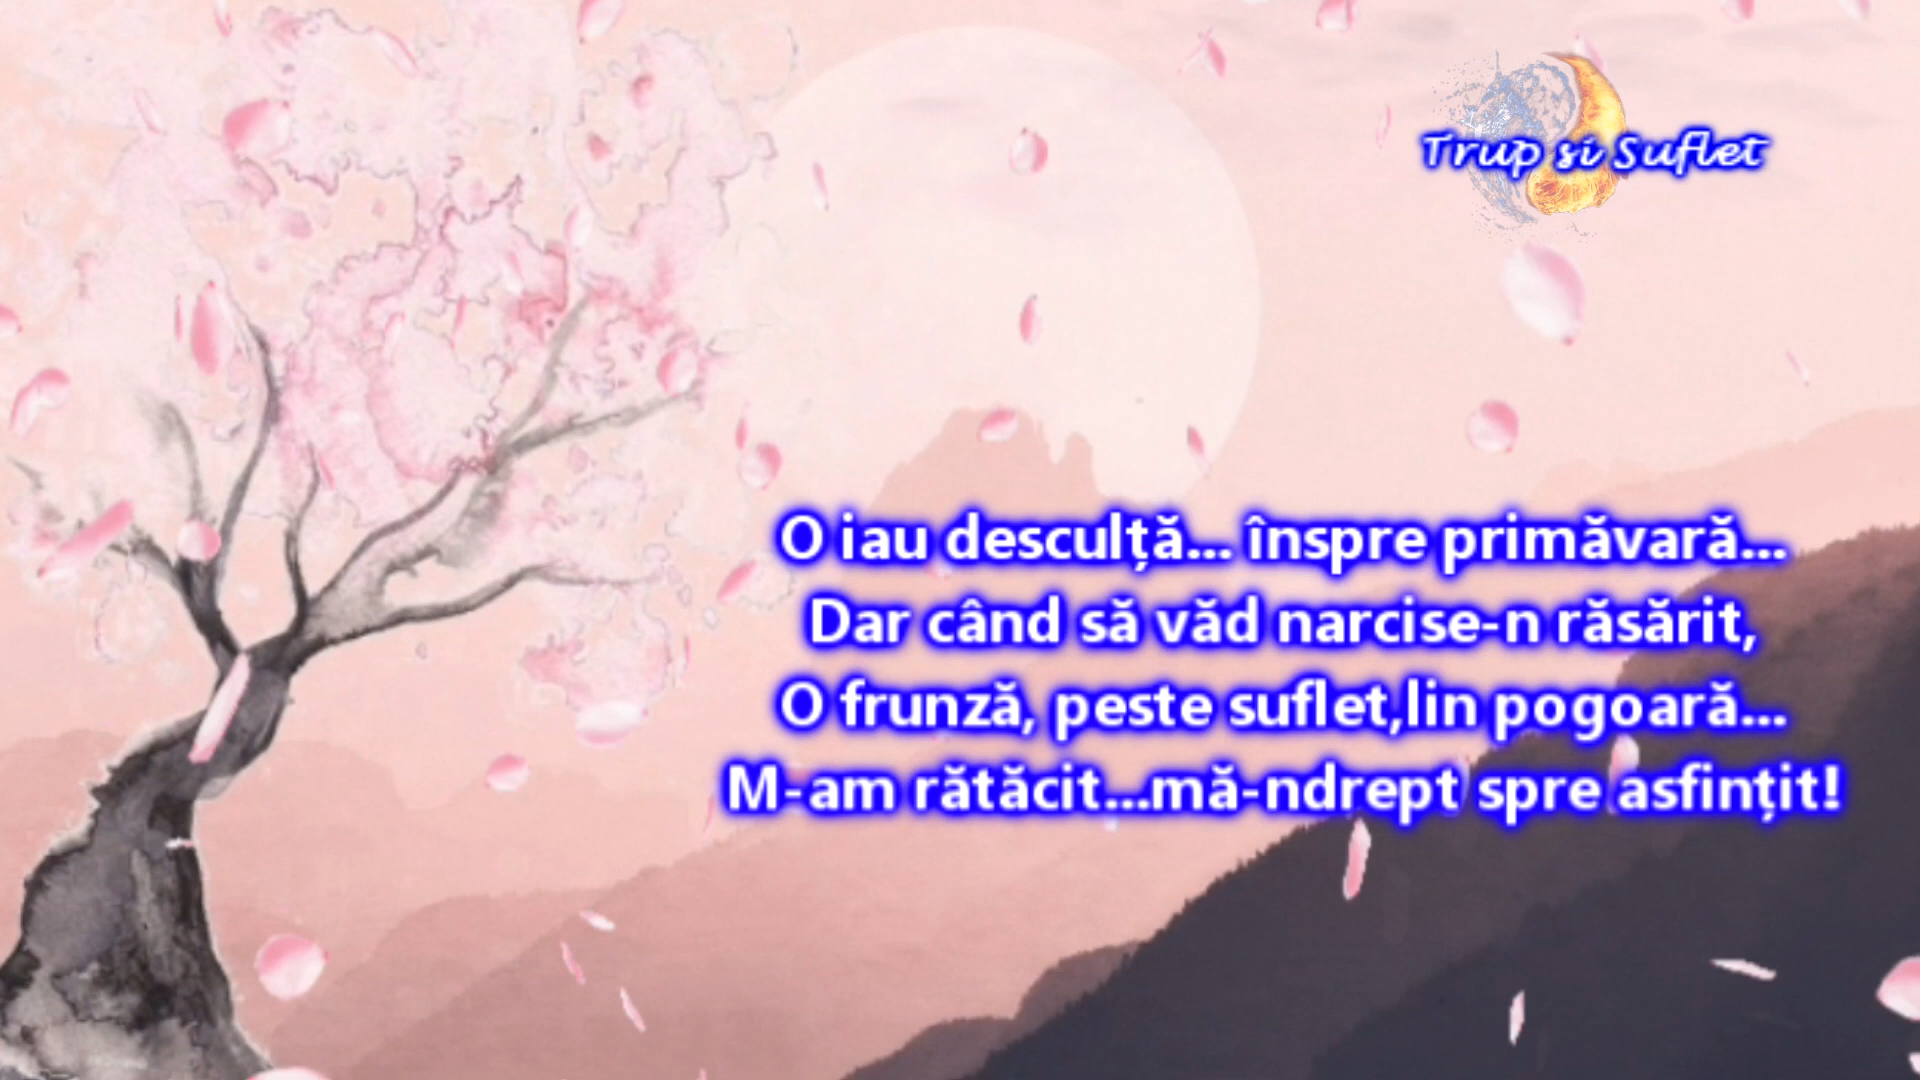 Trup si Suflet
O iau desculță... înspre primăvară...
Dar când să văd narcise-n răsărit,
O frunză, peste suflet,lin pogoară...
M-am rătăcit...mă-ndrept spre asfințit!